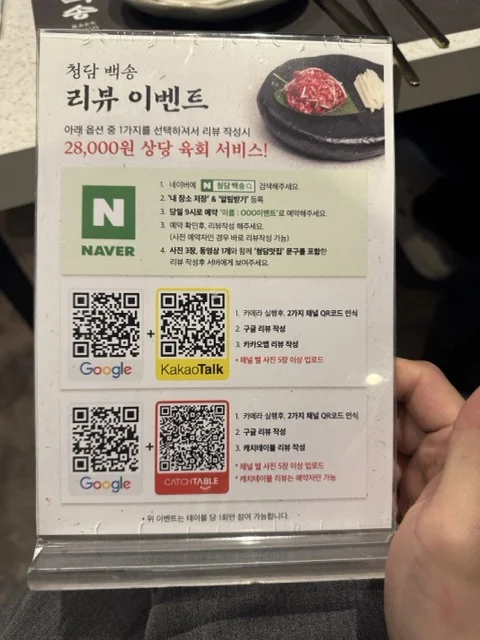 청담 백송
리뷰 이벤트
아래 옵션 중 1가지를 선택하셔서 리뷰 작성시
28,000원 상당 육회 서비스!
N
NAVER
1. 네이버에 N 청담 백송 검색해주세요.
2. '내 장소 저장' & '알림받기' 등록
3. 당일 9시로 예약 '이름 : OOO이벤트'로 예약해주세요.
3. 예약 확인후, 리뷰작성 해주세요.
(사전 예약자인 경우 바로 리뷰작성 가능)
4. 사진 3장, 동영상 1개와 함께 '청담맛집' 문구를 포함한
리뷰 작성후 서버에게 보여주세요.
Google
+
KakaoTalk
1. 카메라 실행후, 2가지 채널 QR코드 인식
2. 구글 리뷰 작성
3. 카카오맵 리뷰 작성
* 채널 별 사진 5장 이상 업로드
Google
+
CATCHTABLE
1. 카메라 실행후, 2가지 채널 QR코드 인식
2. 구글 리뷰 작성
3. 캐치테이블 리뷰 작성
* 채널 별 사진 5장 이상 업로드
* 캐치테이블 리뷰는 예약자만 가능
* 위 이벤트는 테이블 당 1회만 참여 가능합니다.